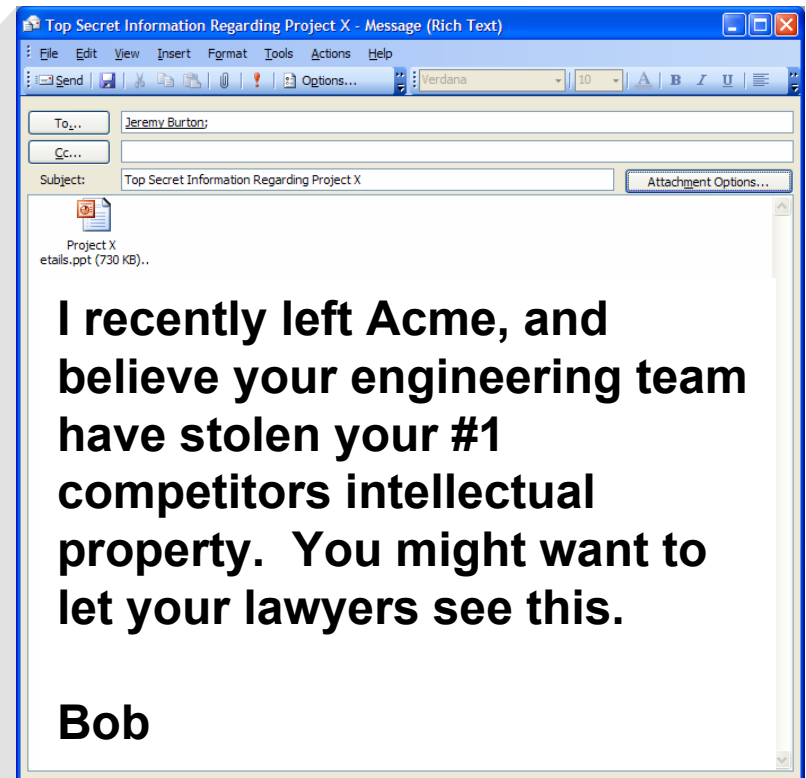 Top Secret Information Regarding Project X - Message (Rich Text)
File Edit View Insert Format Tools Actions Help
Send Options... Verdana 10 A B I U
To... Jeremy Burton;
Cc...
Subject: Top Secret Information Regarding Project X Attachment Options...
Project X
etails.ppt (730 KB)..
I recently left Acme, and
believe your engineering team
have stolen your #1
competitors intellectual
property. You might want to
let your lawyers see this.
Bob